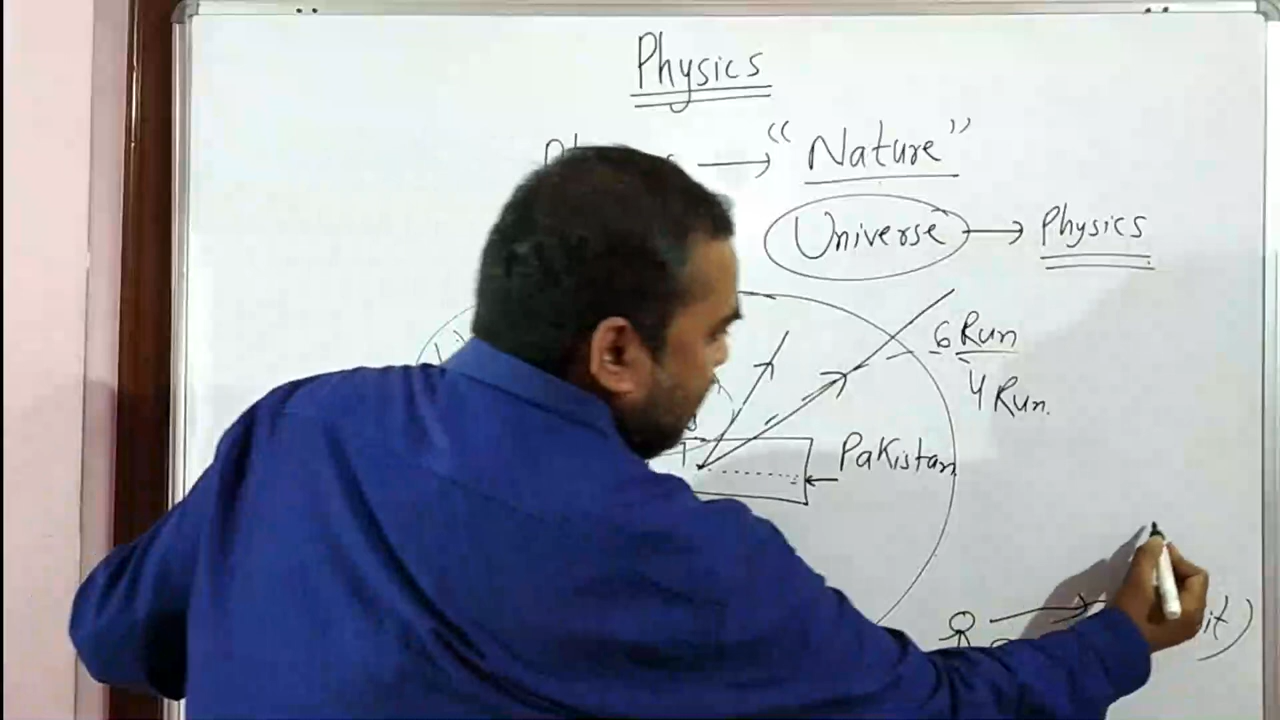 Physics
→ "Nature"
Universe → Physics
6 Run
4 Run.
Pakistan